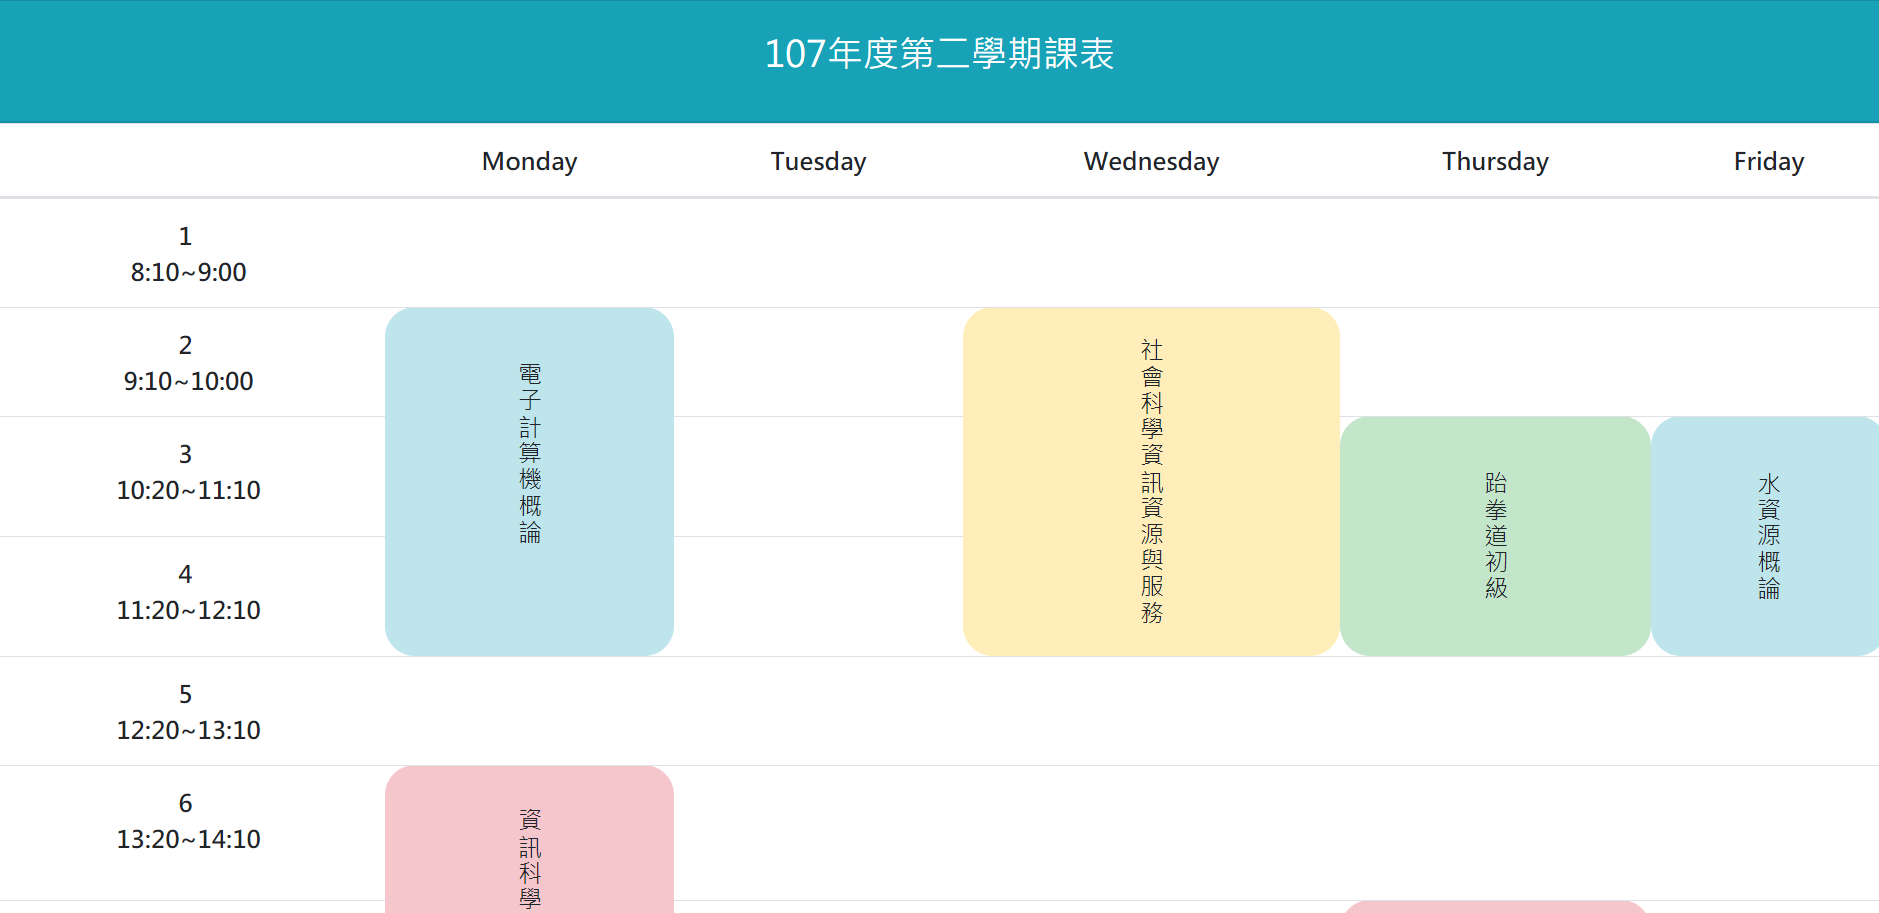 107年度第二學期課表
Monday
Tuesday
Wednesday
Thursday
Friday
1
8:10~9:00
2
9:10~10:00
電子計算機概論
社會科學資訊資源與服務
3
10:20~11:10
跆拳道初級
水資源概論
4
11:20~12:10
5
12:20~13:10
6
13:20~14:10
資訊科學